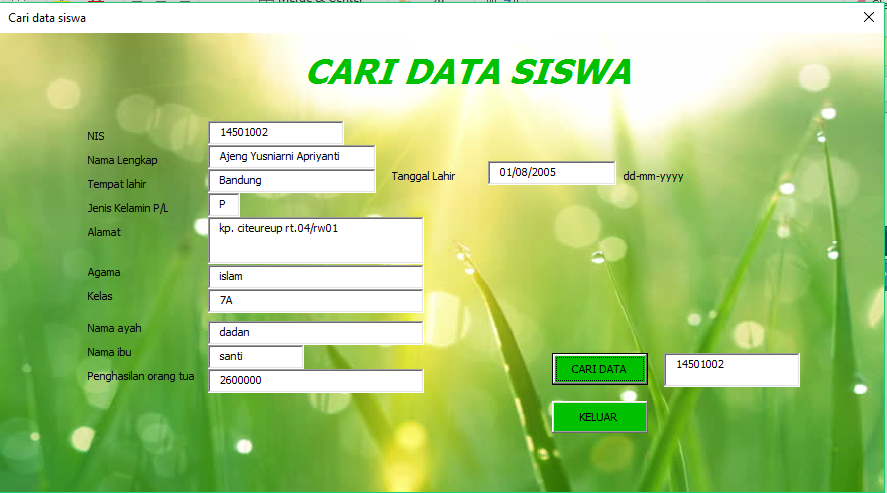 Cari data siswa
CARI DATA SISWA
NIS 14501002
Nama Lengkap Ajeng Yusniarni Apriyanti
Tempat lahir Bandung Tanggal Lahir 01/08/2005 dd-mm-yyyy
Jenis Kelamin P/L P
Alamat kp. citeureup rt.04/rw01
Agama islam
Kelas 7A
Nama ayah dadan
Nama ibu santi
Penghasilan orang tua 2600000
CARI DATA 14501002
KELUAR